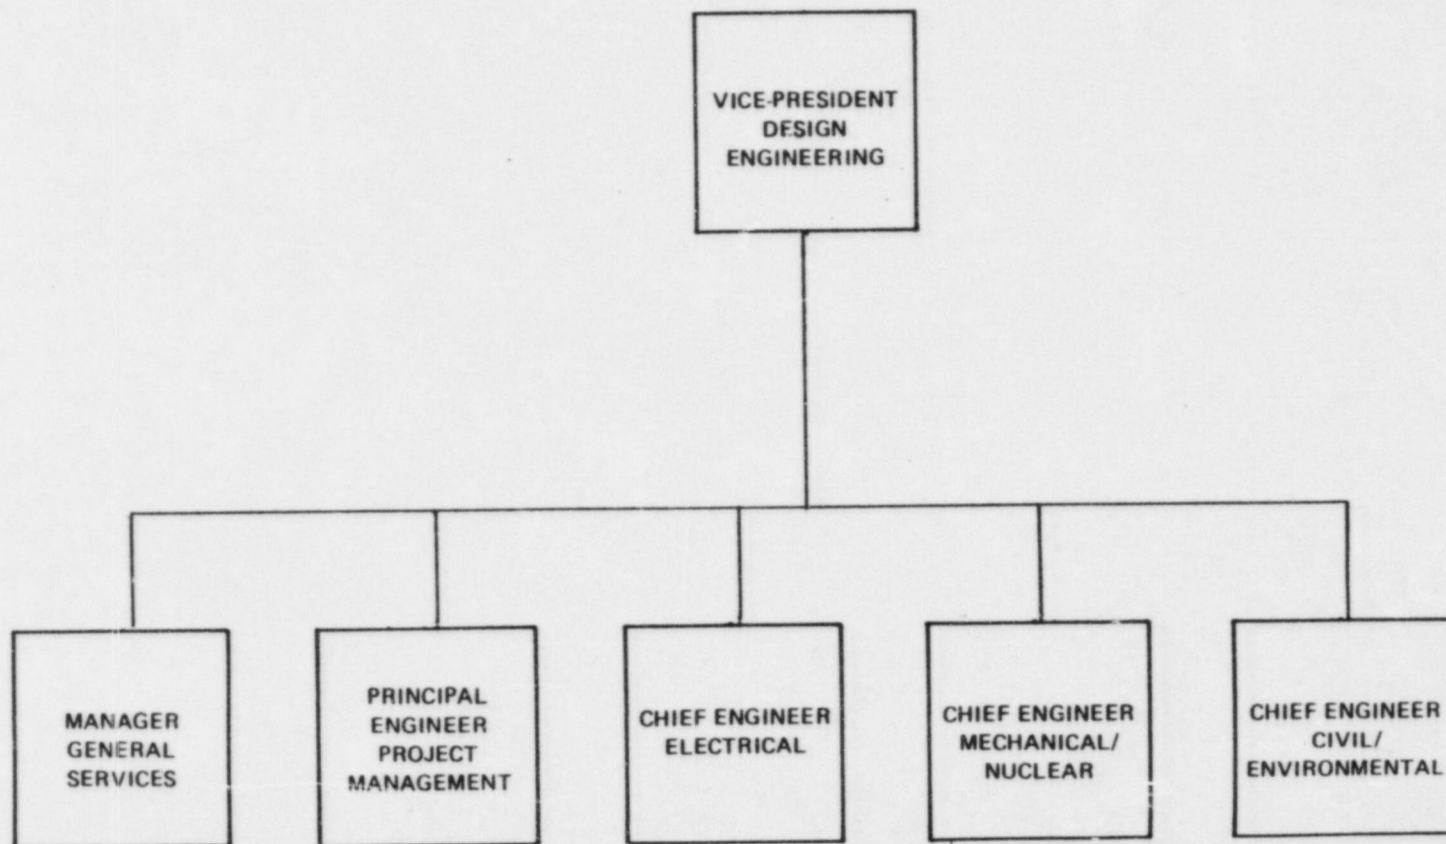 VICE-PRESIDENT
DESIGN
ENGINEERING
MANAGER
GENERAL
SERVICES
PRINCIPAL
ENGINEER
PROJECT
MANAGEMENT
CHIEF ENGINEER
ELECTRICAL
CHIEF ENGINEER
MECHANICAL/
NUCLEAR
CHIEF ENGINEER
CIVIL/
ENVIRONMENTAL